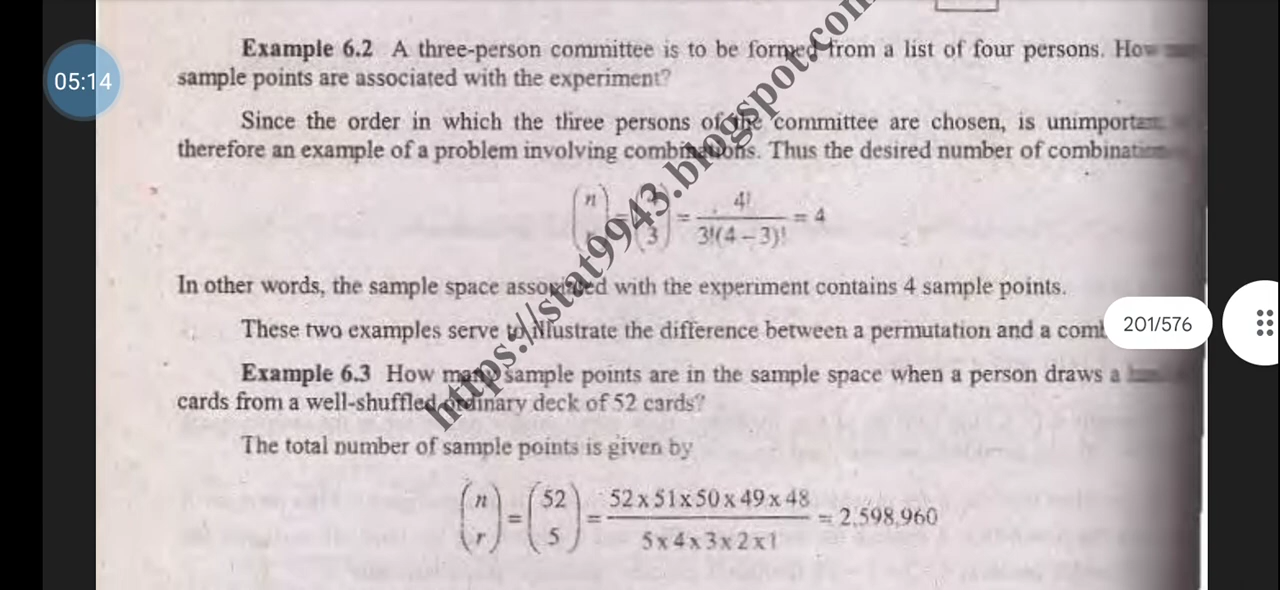 Example 6.2 A three-person committee is to be formed from a list of four persons. How
05:14
sample points are associated with the experiment?
Since the order in which the three persons of the committee are chosen, is
therefore an example of a problem involving combinations. Thus the desired number of
(n) = ( 3) = 4! / 3!(4 – 3)! = 4
In other words, the sample space associated with the experiment contains 4 sample points.
These two examples serve to illustrate the difference between a permutation and a
201/576
Example 6.3 How many sample points are in the sample space when a person draws a
cards from a well-shuffled ordinary deck of 52 cards?
The total number of sample points is given by
(n r) = (52 5) = 52 x 51 x 50 x 49 x 48 / 5 x 4 x 3 x 2 x 1 = 2,598,960
https://stat9943.blogspot.com